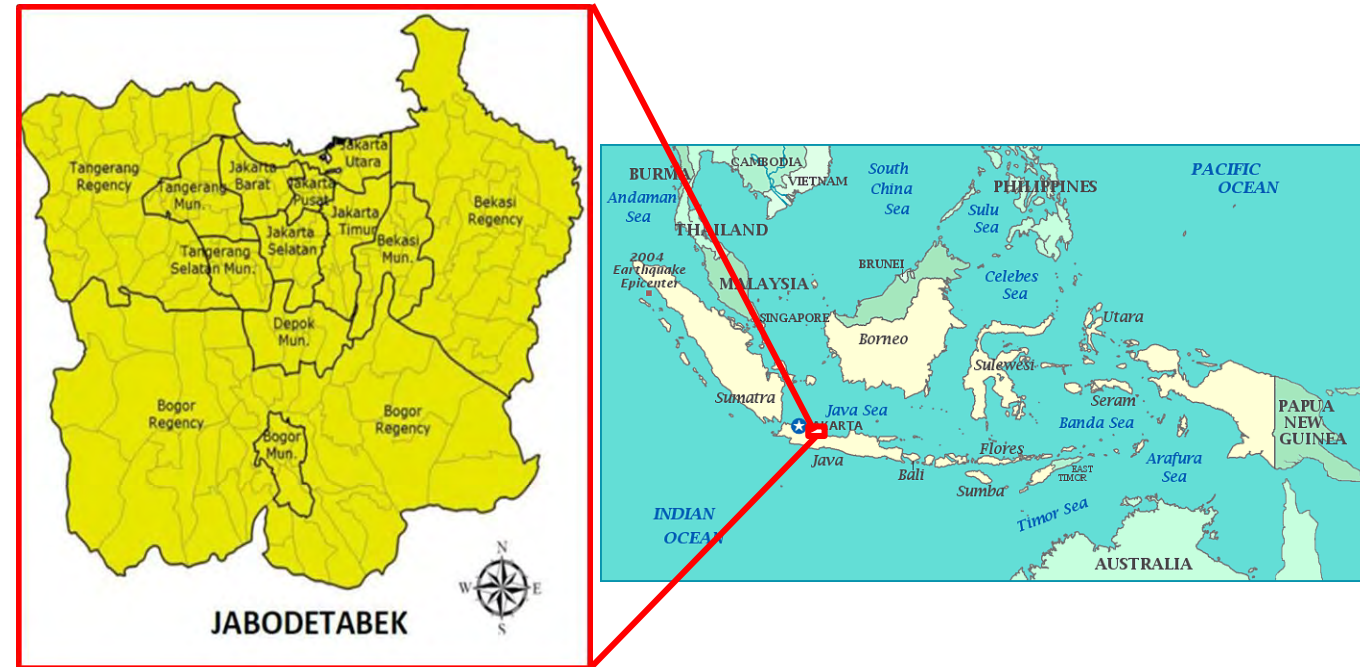 Jakarta
Utara
Tangerang
Regency
Jakarta
Barat
Tangerang
Mun.
Jakarta
Pusat
Jakarta
Timur
Bekasi
Regency
Jakarta
Selatan
Bekasi
Mun.
Tangerang
Selatan Mun.
Depok
Mun.
Bogor
Regency
Bogor
Regency
Bogor
Mun.
N
W
E
S
JABODETABEK
BURMA
CAMBODIA
VIETNAM
South
China
Sea
PHILIPPINES
PACIFIC
OCEAN
Andaman
Sea
THAILAND
Sulu
Sea
2004
Earthquake
Epicenter
BRUNEI
MALAYSIA
Celebes
Sea
SINGAPORE
Utara
Borneo
Sulewesi
Sumatra
Seram
Java Sea
JAKARTA
Banda Sea
PAPUA
NEW
GUINEA
Java
Flores
Bali
EAST
TIMOR
Sumba
Arafura
Sea
Timor Sea
INDIAN
OCEAN
AUSTRALIA